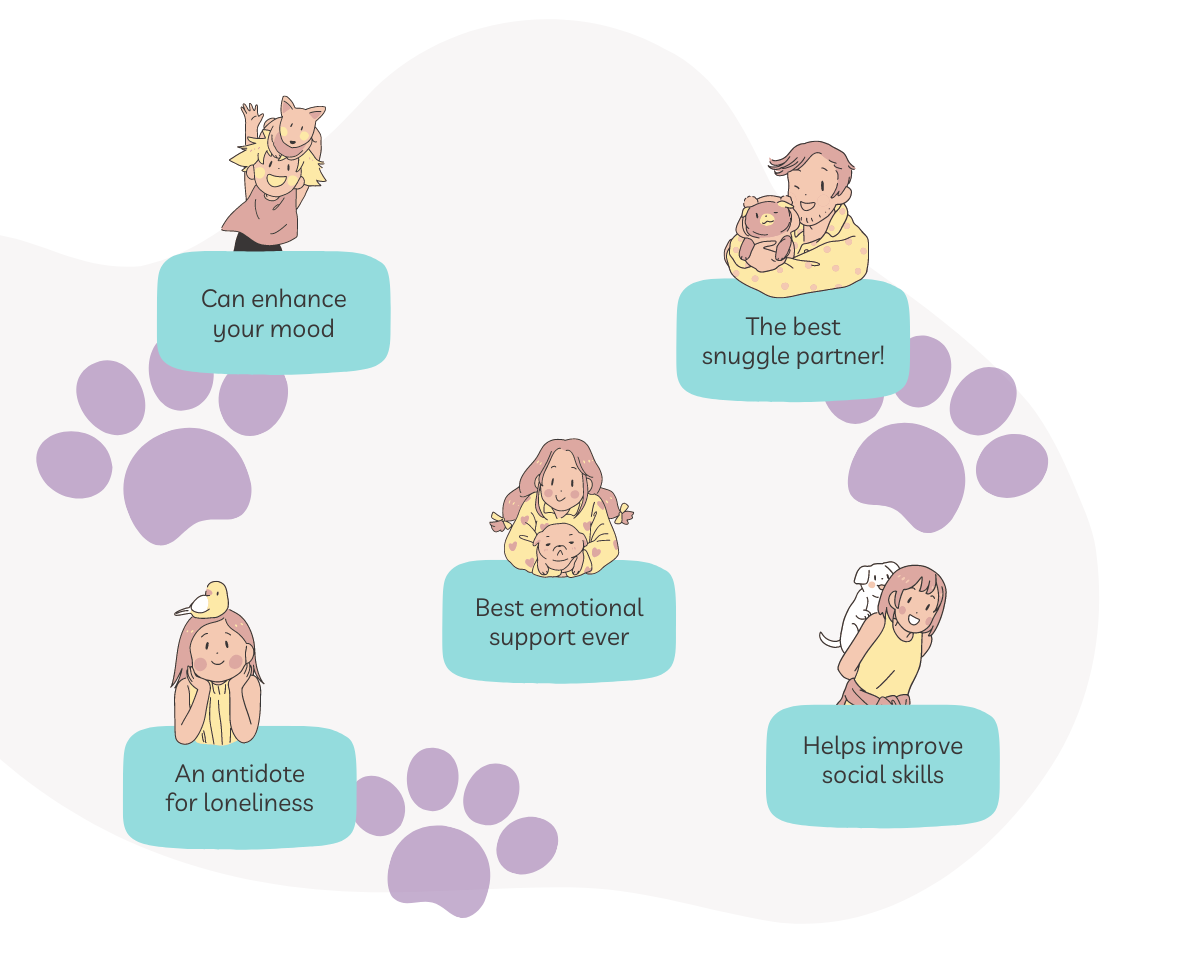 Can enhance
your mood
The best
snuggle partner!
Best emotional
support ever
An antidote
for loneliness
Helps improve
social skills